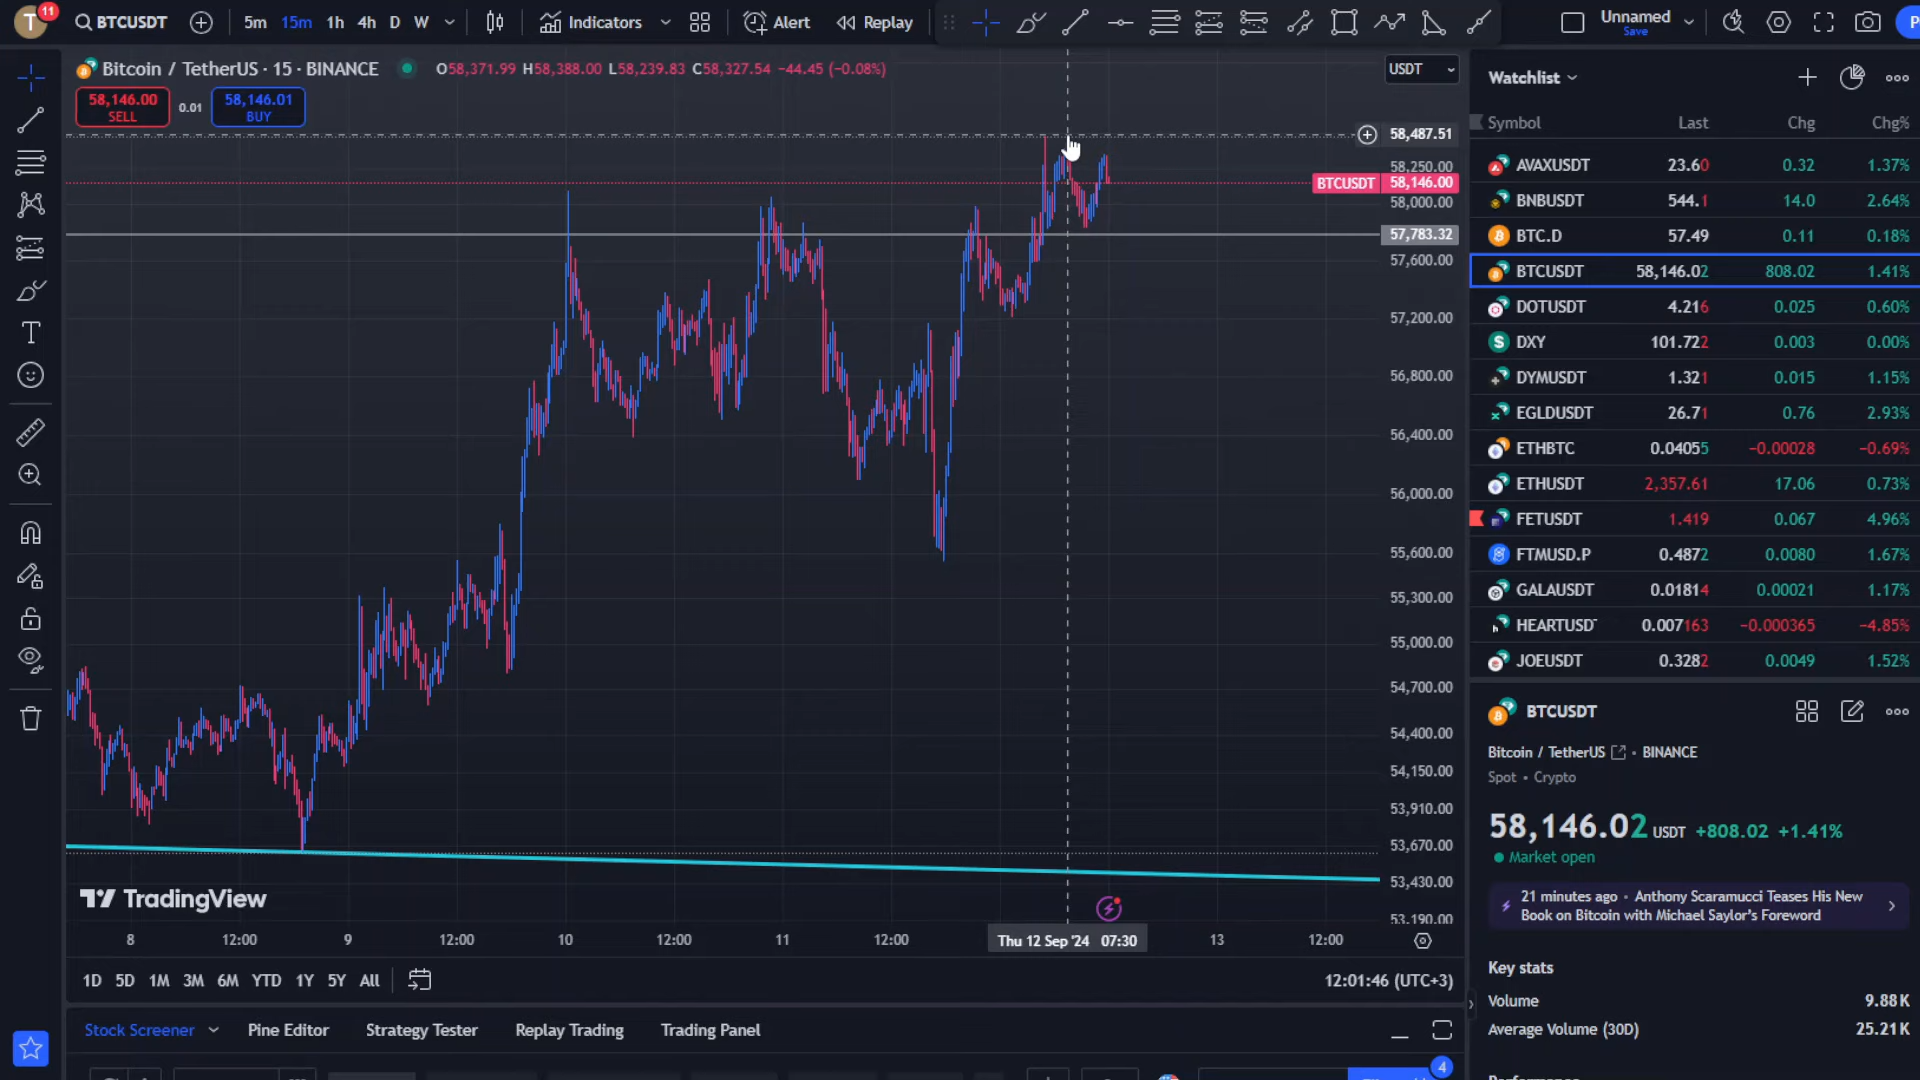 T 11 BTCUSDT 5m 15m 1h 4h D W Indicators Alert Replay Unnamed Save
Bitcoin / TetherUS · 15 · BINANCE O58,371.99 H58,388.00 L58,239.83 C58,327.54 −44.45 (−0.08%) USDT
58,146.00 SELL 0.01 58,146.01 BUY
58,487.51
58,250.00
BTCUSDT 58,146.00
58,000.00
57,783.32
57,600.00
57,200.00
56,800.00
56,400.00
56,000.00
55,600.00
55,300.00
55,000.00
54,700.00
54,400.00
54,150.00
53,910.00
53,670.00
53,430.00
53,190.00
TradingView
8 12:00 9 12:00 10 12:00 11 12:00 Thu 12 Sep '24 07:30 13 12:00
1D 5D 1M 3M 6M YTD 1Y 5Y All 12:01:46 (UTC+3)
Stock Screener Pine Editor Strategy Tester Replay Trading Trading Panel
4
Watchlist
Symbol Last Chg Chg%
AVAXUSDT 23.60 0.32 1.37%
BNBUSDT 544.1 14.0 2.64%
BTC.D 57.49 0.11 0.18%
BTCUSDT 58,146.02 808.02 1.41%
DOTUSDT 4.216 0.025 0.60%
DXY 101.722 0.003 0.00%
DYMUSDT 1.321 0.015 1.15%
EGLDUSDT 26.71 0.76 2.93%
ETHBTC 0.04055 −0.00028 −0.69%
ETHUSDT 2,357.61 17.06 0.73%
FETUSDT 1.419 0.067 4.96%
FTMUSD.P 0.4872 0.0080 1.67%
GALAUSDT 0.01814 0.00021 1.17%
HEARTUSDT 0.007163 −0.000365 −4.85%
JOEUSDT 0.3282 0.0049 1.52%
BTCUSDT
Bitcoin / TetherUS • BINANCE
Spot • Crypto
58,146.02 USDT +808.02 +1.41%
Market open
21 minutes ago • Anthony Scaramucci Teases His New
Book on Bitcoin with Michael Saylor's Foreword
Key stats
Volume 9.88K
Average Volume (30D) 25.21K